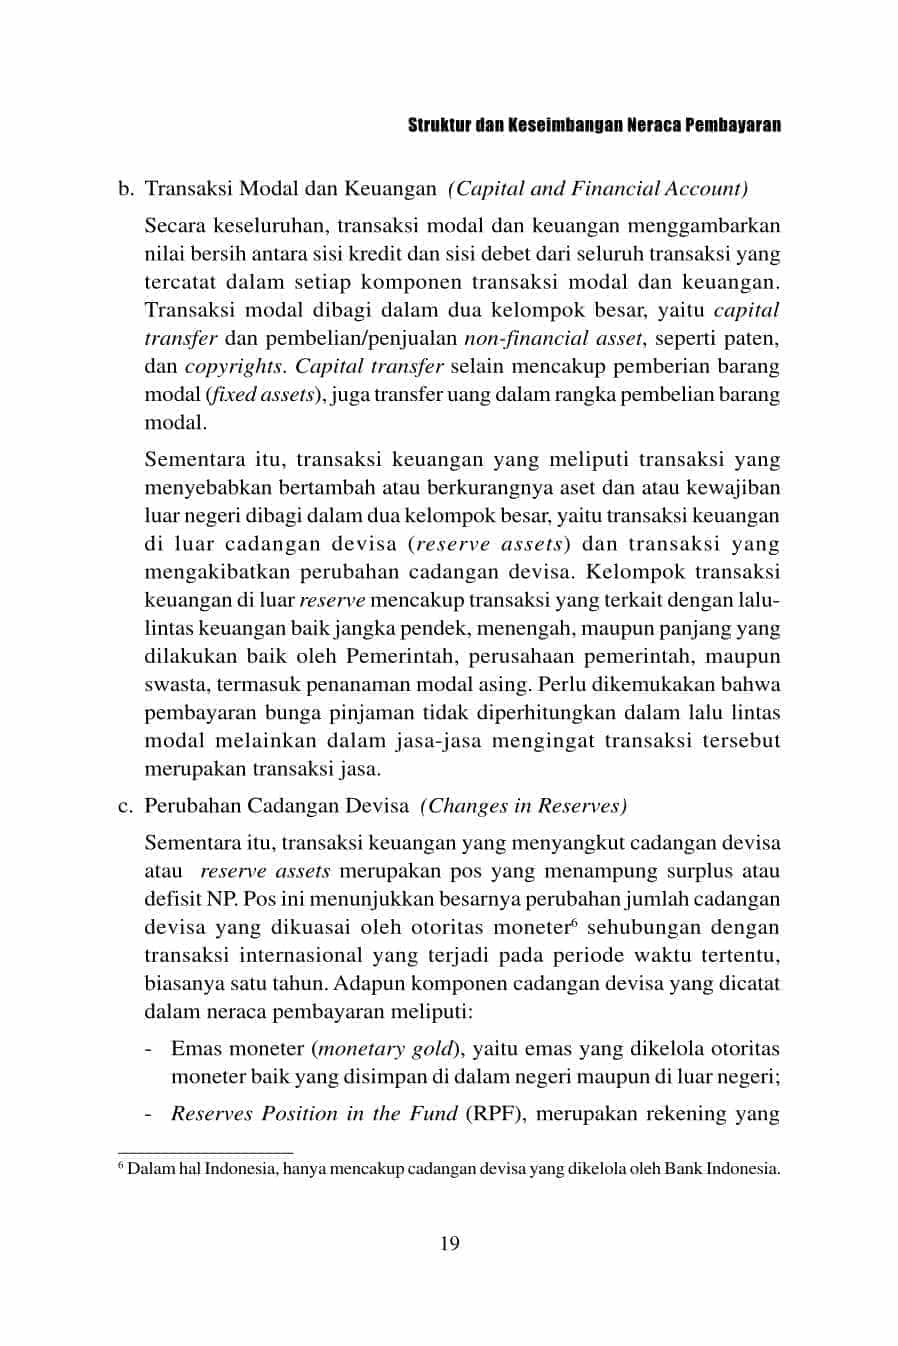 Struktur dan Keseimbangan Neraca Pembayaran
b. Transaksi Modal dan Keuangan (Capital and Financial Account)
Secara keseluruhan, transaksi modal dan keuangan menggambarkan
nilai bersih antara sisi kredit dan sisi debet dari seluruh transaksi yang
tercatat dalam setiap komponen transaksi modal dan keuangan.
Transaksi modal dibagi dalam dua kelompok besar, yaitu capital
transfer dan pembelian/penjualan non-financial asset, seperti paten,
dan copyrights. Capital transfer selain mencakup pemberian barang
modal (fixed assets), juga transfer uang dalam rangka pembelian barang
modal.
Sementara itu, transaksi keuangan yang meliputi transaksi yang
menyebabkan bertambah atau berkurangnya aset dan atau kewajiban
luar negeri dibagi dalam dua kelompok besar, yaitu transaksi keuangan
di luar cadangan devisa (reserve assets) dan transaksi yang
mengakibatkan perubahan cadangan devisa. Kelompok transaksi
keuangan di luar reserve mencakup transaksi yang terkait dengan lalu-
lintas keuangan baik jangka pendek, menengah, maupun panjang yang
dilakukan baik oleh Pemerintah, perusahaan pemerintah, maupun
swasta, termasuk penanaman modal asing. Perlu dikemukakan bahwa
pembayaran bunga pinjaman tidak diperhitungkan dalam lalu lintas
modal melainkan dalam jasa-jasa mengingat transaksi tersebut
merupakan transaksi jasa.
c. Perubahan Cadangan Devisa (Changes in Reserves)
Sementara itu, transaksi keuangan yang menyangkut cadangan devisa
atau reserve assets merupakan pos yang menampung surplus atau
defisit NP. Pos ini menunjukkan besarnya perubahan jumlah cadangan
devisa yang dikuasai oleh otoritas moneter⁶ sehubungan dengan
transaksi internasional yang terjadi pada periode waktu tertentu,
biasanya satu tahun. Adapun komponen cadangan devisa yang dicatat
dalam neraca pembayaran meliputi:
- Emas moneter (monetary gold), yaitu emas yang dikelola otoritas
moneter baik yang disimpan di dalam negeri maupun di luar negeri;
- Reserves Position in the Fund (RPF), merupakan rekening yang
⁶ Dalam hal Indonesia, hanya mencakup cadangan devisa yang dikelola oleh Bank Indonesia.
19